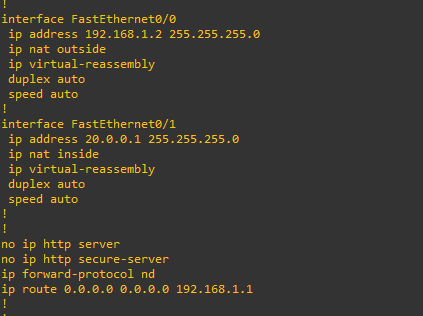 !
interface FastEthernet0/0
 ip address 192.168.1.2 255.255.255.0
 ip nat outside
 ip virtual-reassembly
 duplex auto
 speed auto
!
interface FastEthernet0/1
 ip address 20.0.0.1 255.255.255.0
 ip nat inside
 ip virtual-reassembly
 duplex auto
 speed auto
!
!
no ip http server
no ip http secure-server
ip forward-protocol nd
ip route 0.0.0.0 0.0.0.0 192.168.1.1
!
!